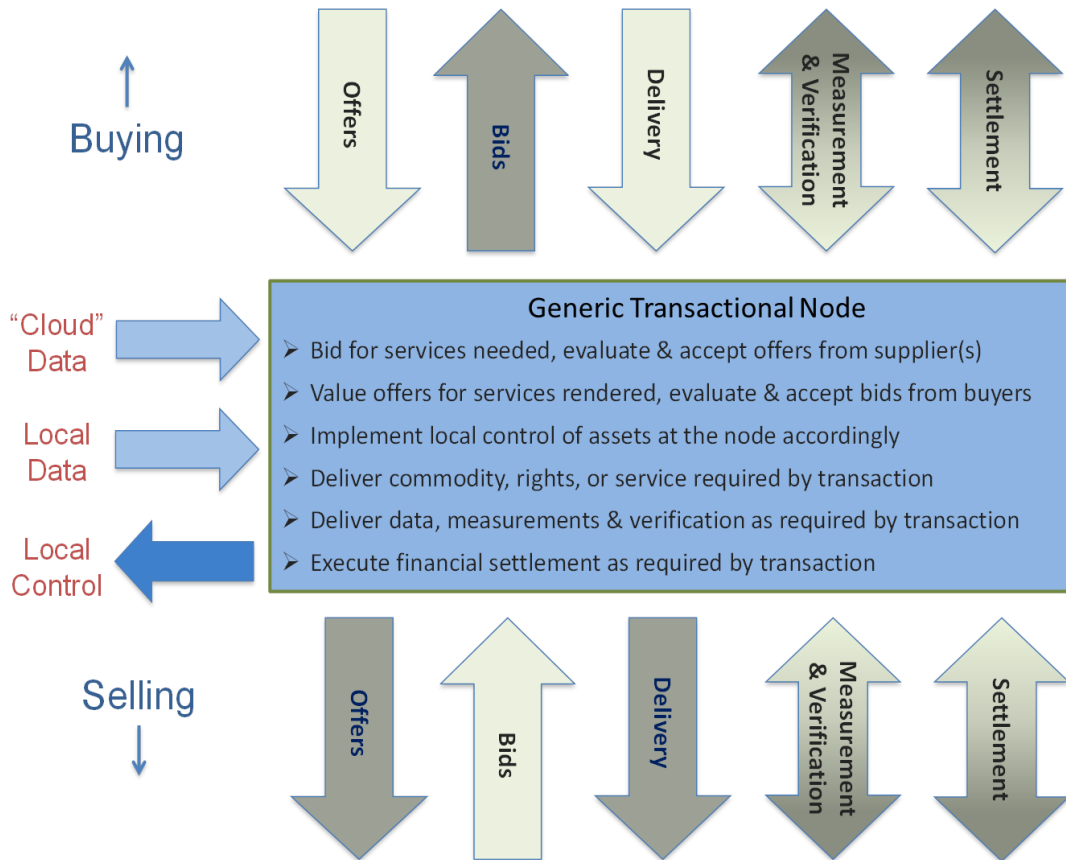 Buying
Offers
Bids
Delivery
Measurement
& Verification
Settlement
“Cloud”
Data
Local
Data
Local
Control
Generic Transactional Node
➢ Bid for services needed, evaluate & accept offers from supplier(s)
➢ Value offers for services rendered, evaluate & accept bids from buyers
➢ Implement local control of assets at the node accordingly
➢ Deliver commodity, rights, or service required by transaction
➢ Deliver data, measurements & verification as required by transaction
➢ Execute financial settlement as required by transaction
Selling
Offers
Bids
Delivery
Measurement
& Verification
Settlement